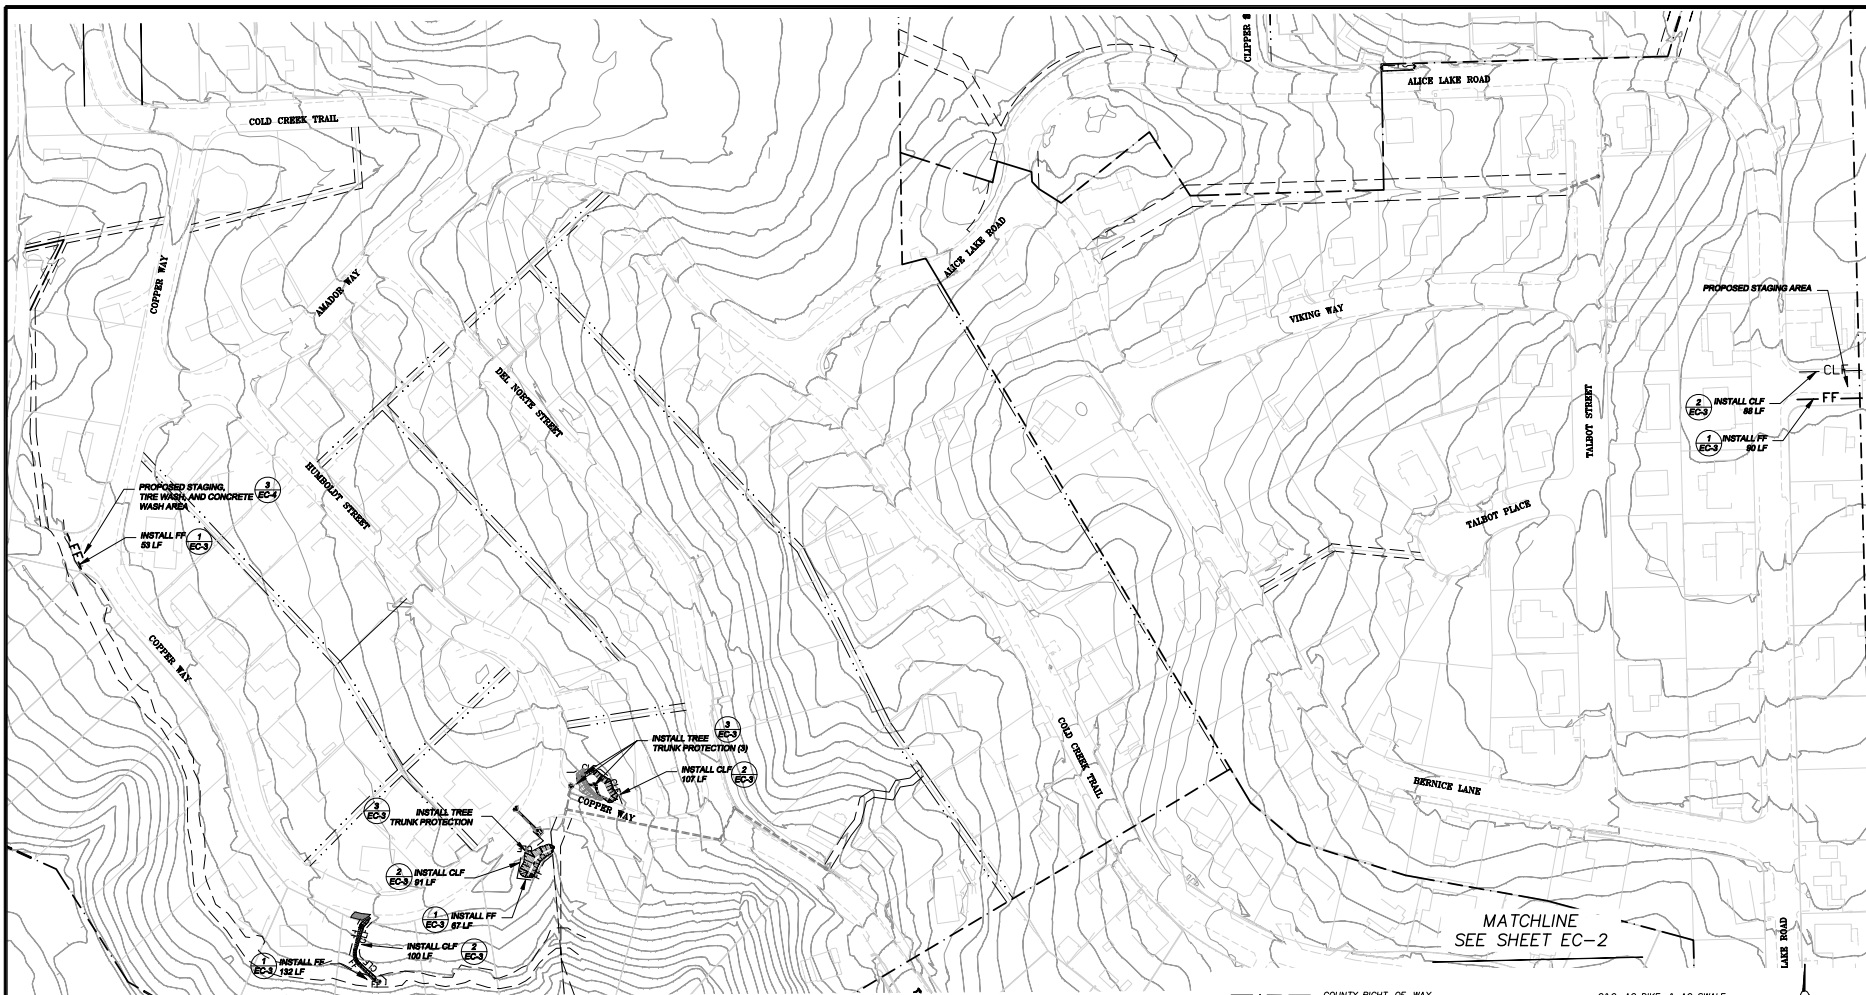 CLIPPER
ALICE LAKE ROAD
COLD CREEK TRAIL
COPPER WAY
AMADOR WAY
ALICE LAKE ROAD
PROPOSED STAGING AREA
VIKING WAY
DEL NORTE STREET
TALBOT STREET
CLF
2
EC-3
INSTALL CLF
88 LF
FF
1
EC-3
INSTALL FF
90 LF
HUMBOLDT STREET
PROPOSED STAGING,
TIRE WASH, AND CONCRETE
WASH AREA
3
EC-4
TALBOT PLACE
FF
INSTALL FF
53 LF
1
EC-3
COPPER WAY
COLD CREEK TRAIL
INSTALL TREE
TRUNK PROTECTION (3)
3
EC-3
INSTALL CLF
107 LF
2
EC-3
COPPER WAY
BERNICE LANE
3
EC-3
INSTALL TREE
TRUNK PROTECTION
2
EC-3
INSTALL CLF
91 LF
1
EC-3
INSTALL FF
67 LF
INSTALL CLF
100 LF
2
EC-3
1
EC-3
INSTALL FF
132 LF
MATCHLINE
SEE SHEET EC-2
LAKE ROAD